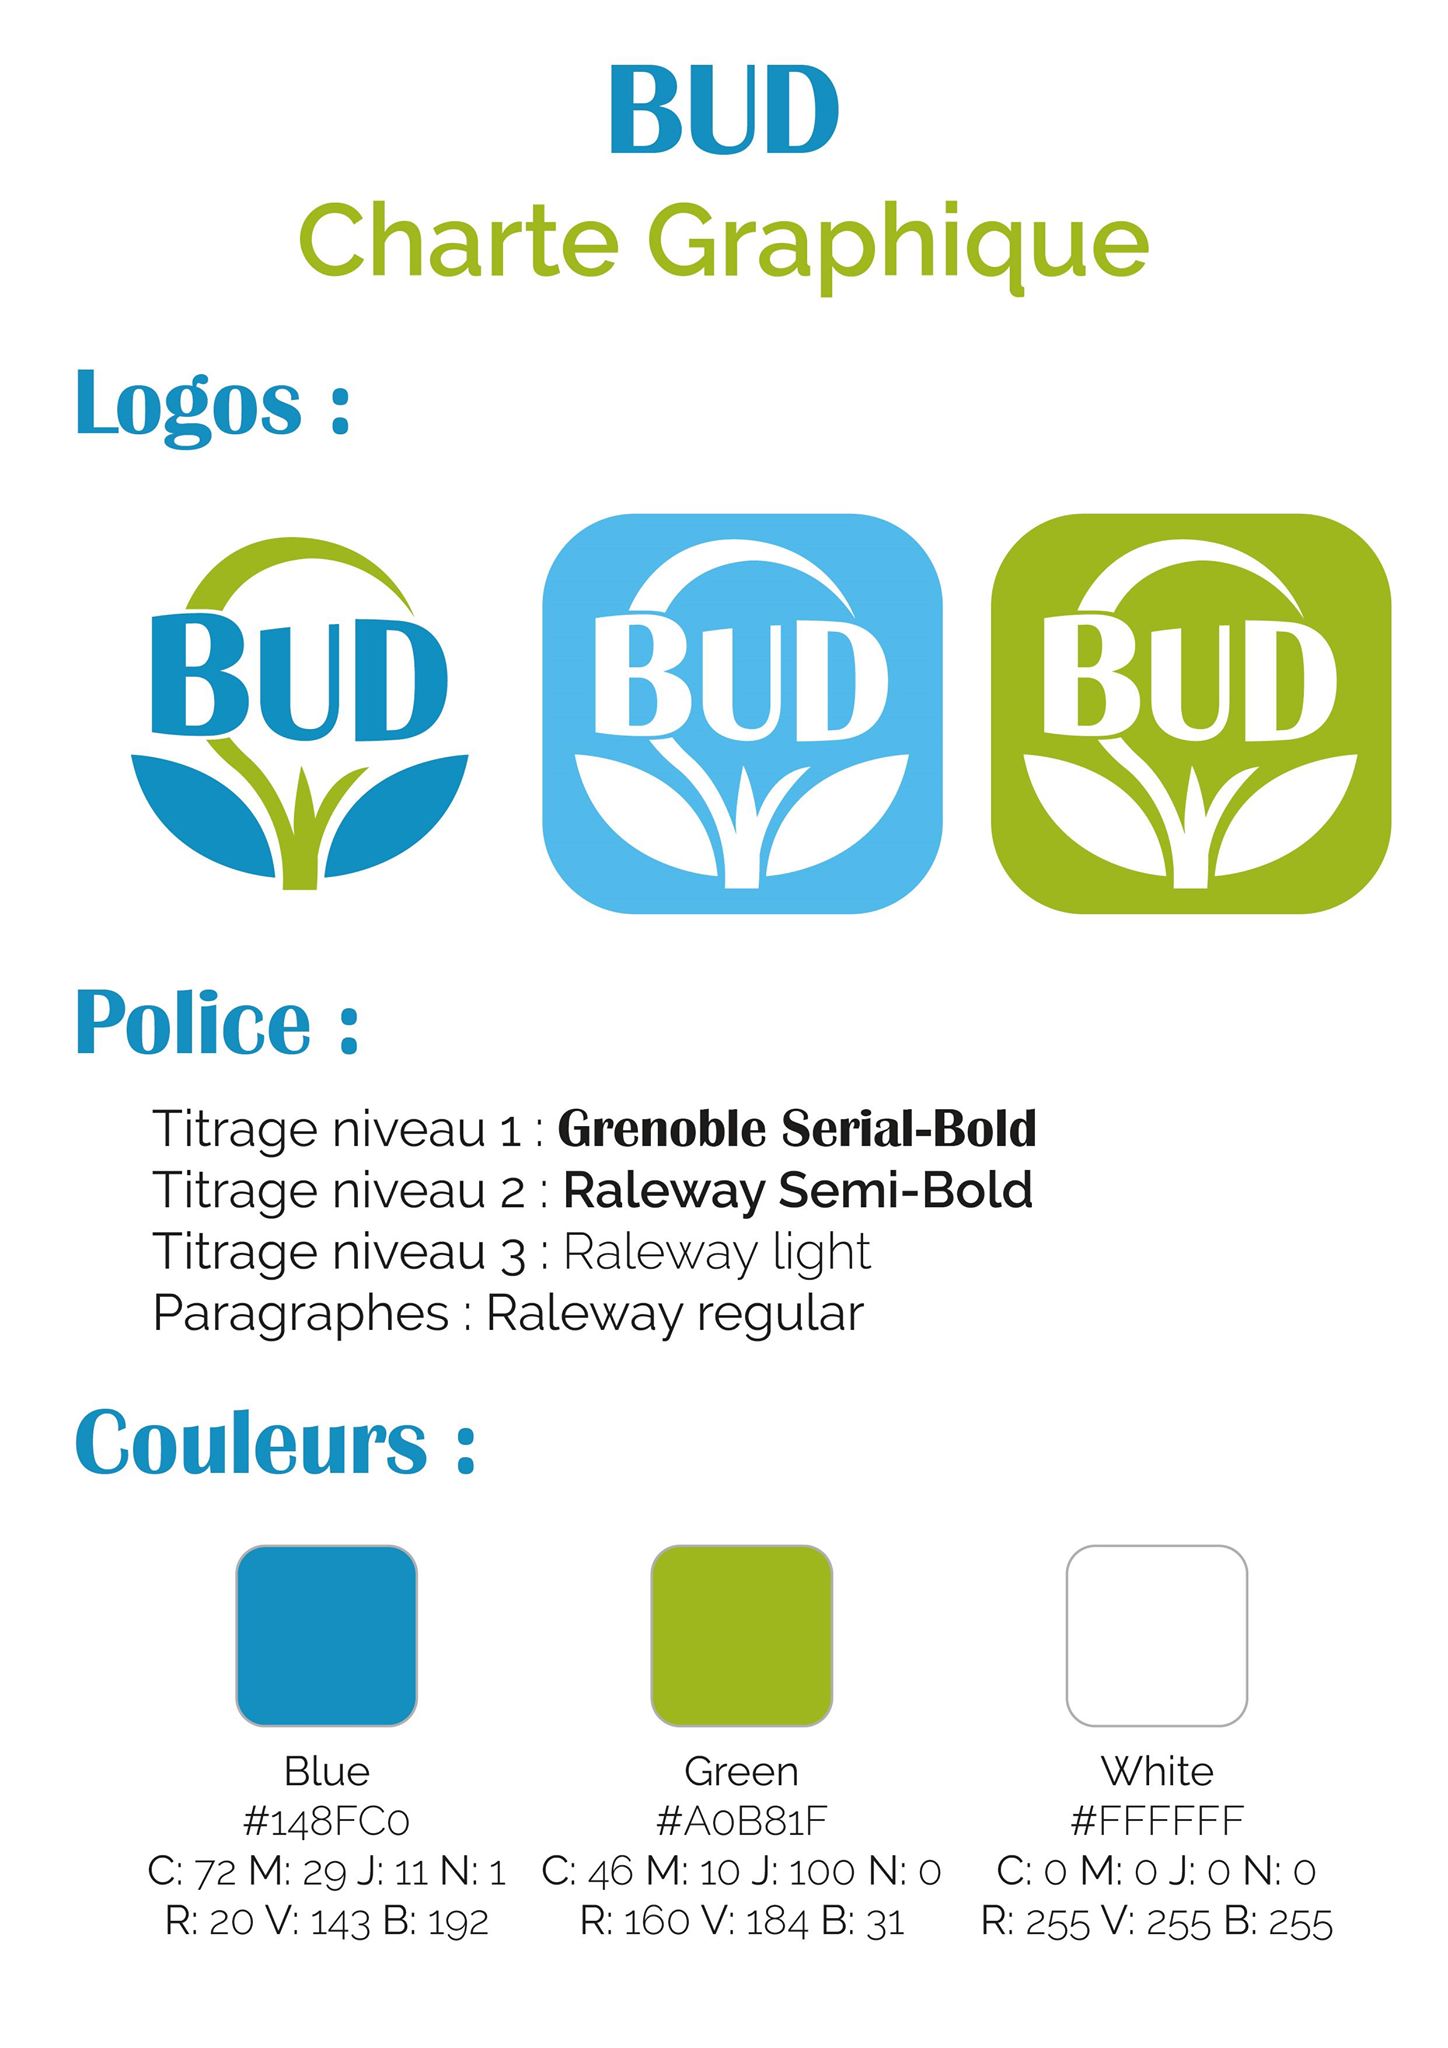 BUD
Charte Graphique
Logos :
BUD
BUD
BUD
Police :
Titrage niveau 1 : Grenoble Serial-Bold
Titrage niveau 2 : Raleway Semi-Bold
Titrage niveau 3 : Raleway light
Paragraphes : Raleway regular
Couleurs :
Blue
#148FC0
C: 72 M: 29 J: 11 N: 1
R: 20 V: 143 B: 192
Green
#A0B81F
C: 46 M: 10 J: 100 N: 0
R: 160 V: 184 B: 31
White
#FFFFFF
C: 0 M: 0 J: 0 N: 0
R: 255 V: 255 B: 255